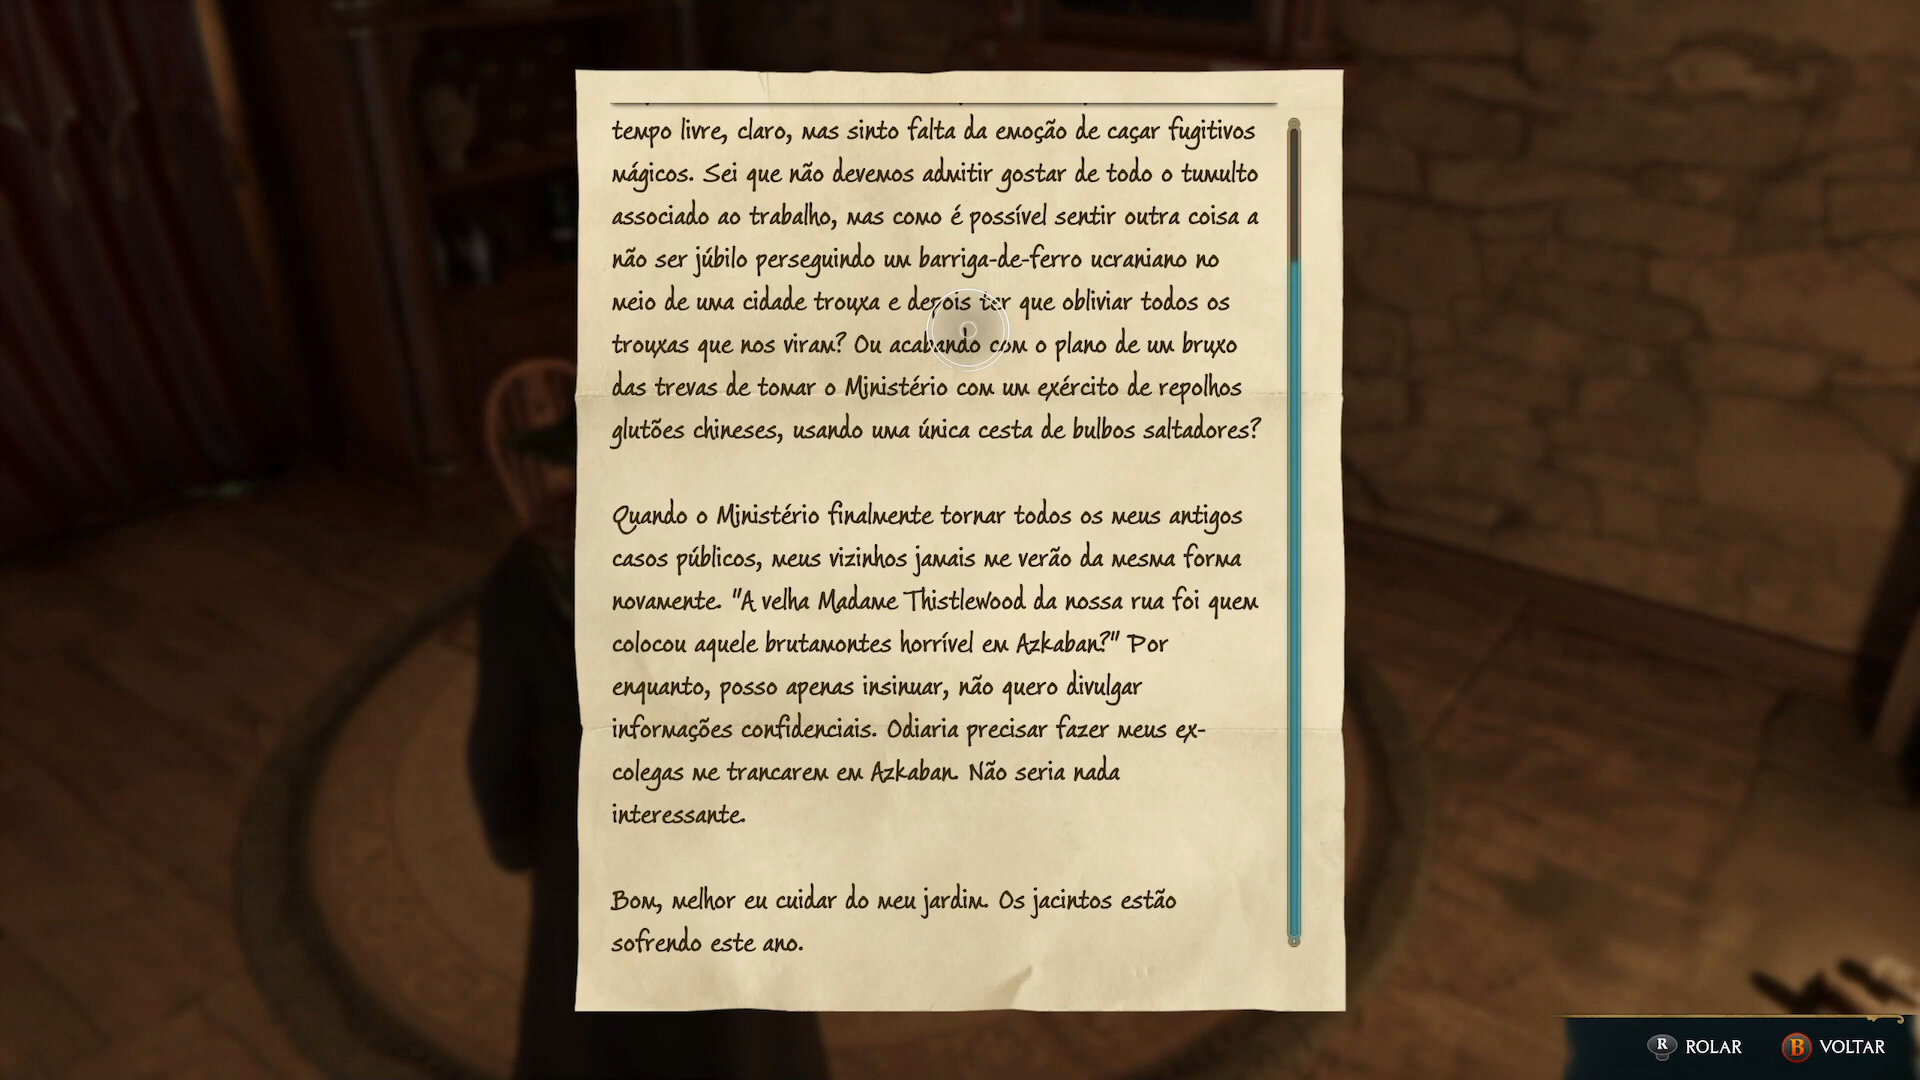 tempo livre, claro, mas sinto falta da emoção de caçar fugitivos
mágicos. Sei que não devemos admitir gostar de todo o tumulto
associado ao trabalho, mas como é possível sentir outra coisa a
não ser júbilo perseguindo um barriga-de-ferro ucraniano no
meio de uma cidade trouxa e depois ter que obliviar todos os
trouxas que nos viram? Ou acabando com o plano de um bruxo
das trevas de tomar o Ministério com um exército de repolhos
glutões chineses, usando uma única cesta de bulbos saltadores?
Quando o Ministério finalmente tornar todos os meus antigos
casos públicos, meus vizinhos jamais me verão da mesma forma
novamente. "A velha Madame Thistlewood da nossa rua foi quem
colocou aquele brutamontes horrível em Azkaban?" Por
enquanto, posso apenas insinuar, não quero divulgar
informações confidenciais. Odiaria precisar fazer meus ex-
colegas me trancarem em Azkaban. Não seria nada
interessante.
Bom, melhor eu cuidar do meu jardim. Os jacintos estão
sofrendo este ano.
R ROLAR
B VOLTAR